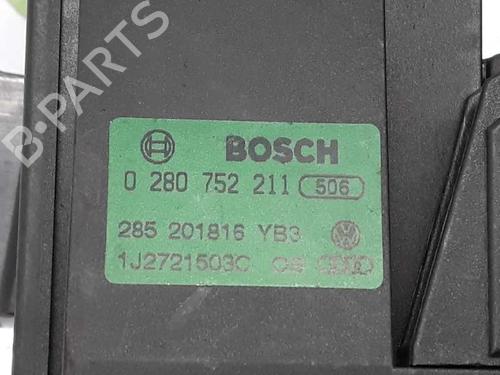 B-PARTS
BOSCH
0 280 752 211 506
285 201816 YB3
1J2721503C